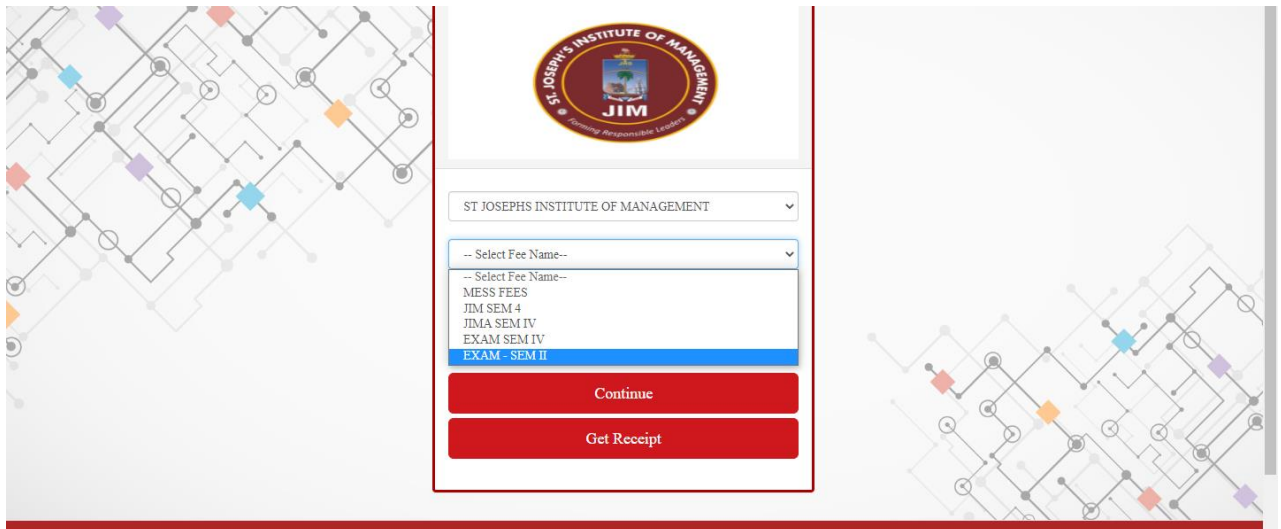 ST. JOSEPH'S INSTITUTE OF MANAGEMENT
JIM
Forming Responsible Leaders
ST JOSEPHS INSTITUTE OF MANAGEMENT
-- Select Fee Name--
-- Select Fee Name--
MESS FEES
JIM SEM 4
JIMA SEM IV
EXAM SEM IV
EXAM - SEM II
Continue
Get Receipt